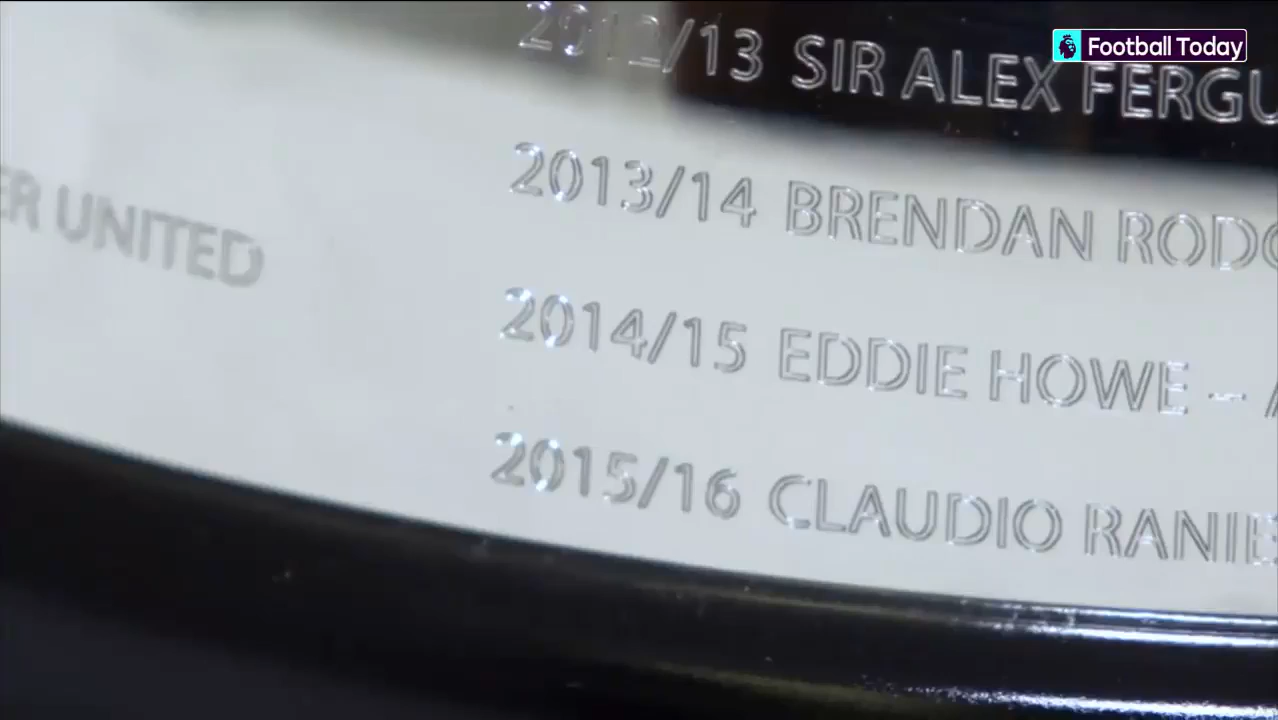 Football Today
2012/13 SIR ALEX FERGU
2013/14 BRENDAN RODG
ER UNITED
2014/15 EDDIE HOWE – A
2015/16 CLAUDIO RANIE